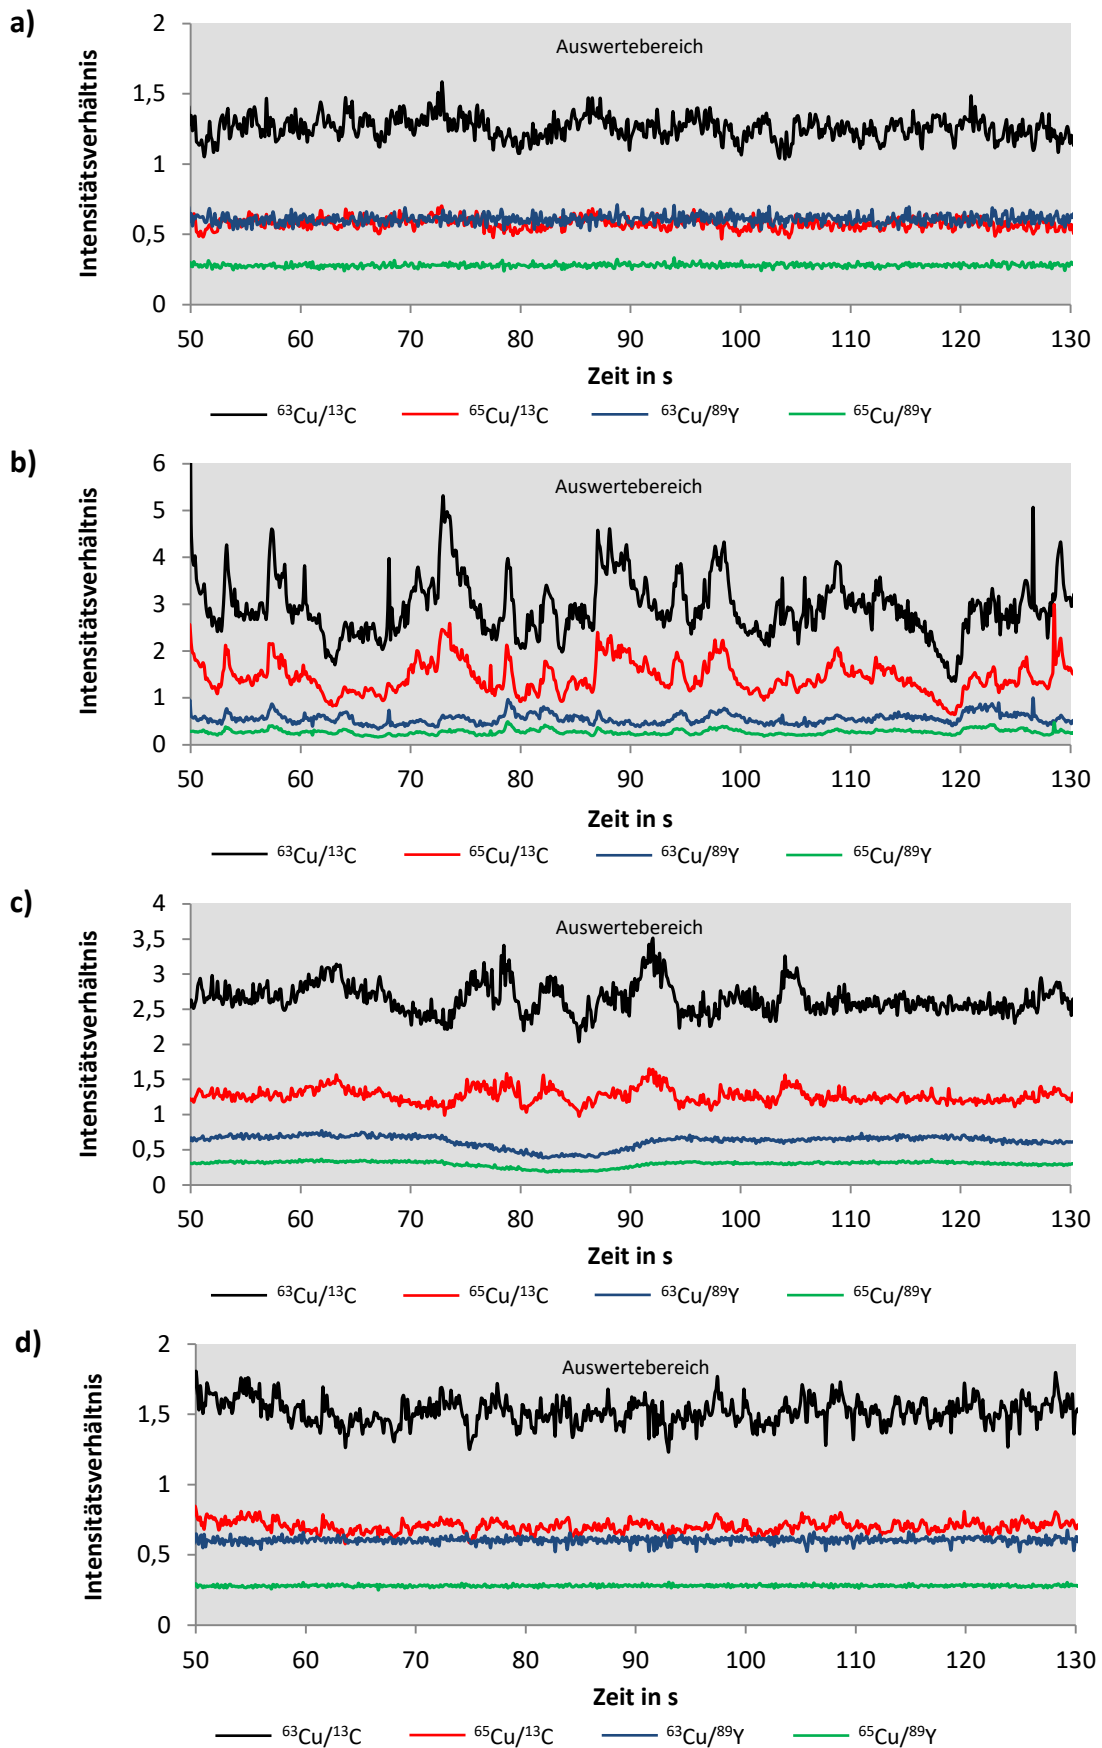 a)
Intensitätsverhältnis
2
1,5
1
0,5
0
Auswertebereich
50 60 70 80 90 100 110 120 130
Zeit in s
⁶³Cu/¹³C ⁶⁵Cu/¹³C ⁶³Cu/⁸⁹Y ⁶⁵Cu/⁸⁹Y
b)
Intensitätsverhältnis
6
5
4
3
2
1
0
Auswertebereich
50 60 70 80 90 100 110 120 130
Zeit in s
⁶³Cu/¹³C ⁶⁵Cu/¹³C ⁶³Cu/⁸⁹Y ⁶⁵Cu/⁸⁹Y
c)
Intensitätsverhältnis
4
3,5
3
2,5
2
1,5
1
0,5
0
Auswertebereich
50 60 70 80 90 100 110 120 130
Zeit in s
⁶³Cu/¹³C ⁶⁵Cu/¹³C ⁶³Cu/⁸⁹Y ⁶⁵Cu/⁸⁹Y
d)
Intensitätsverhältnis
2
1,5
1
0,5
0
Auswertebereich
50 60 70 80 90 100 110 120 130
Zeit in s
⁶³Cu/¹³C ⁶⁵Cu/¹³C ⁶³Cu/⁸⁹Y ⁶⁵Cu/⁸⁹Y